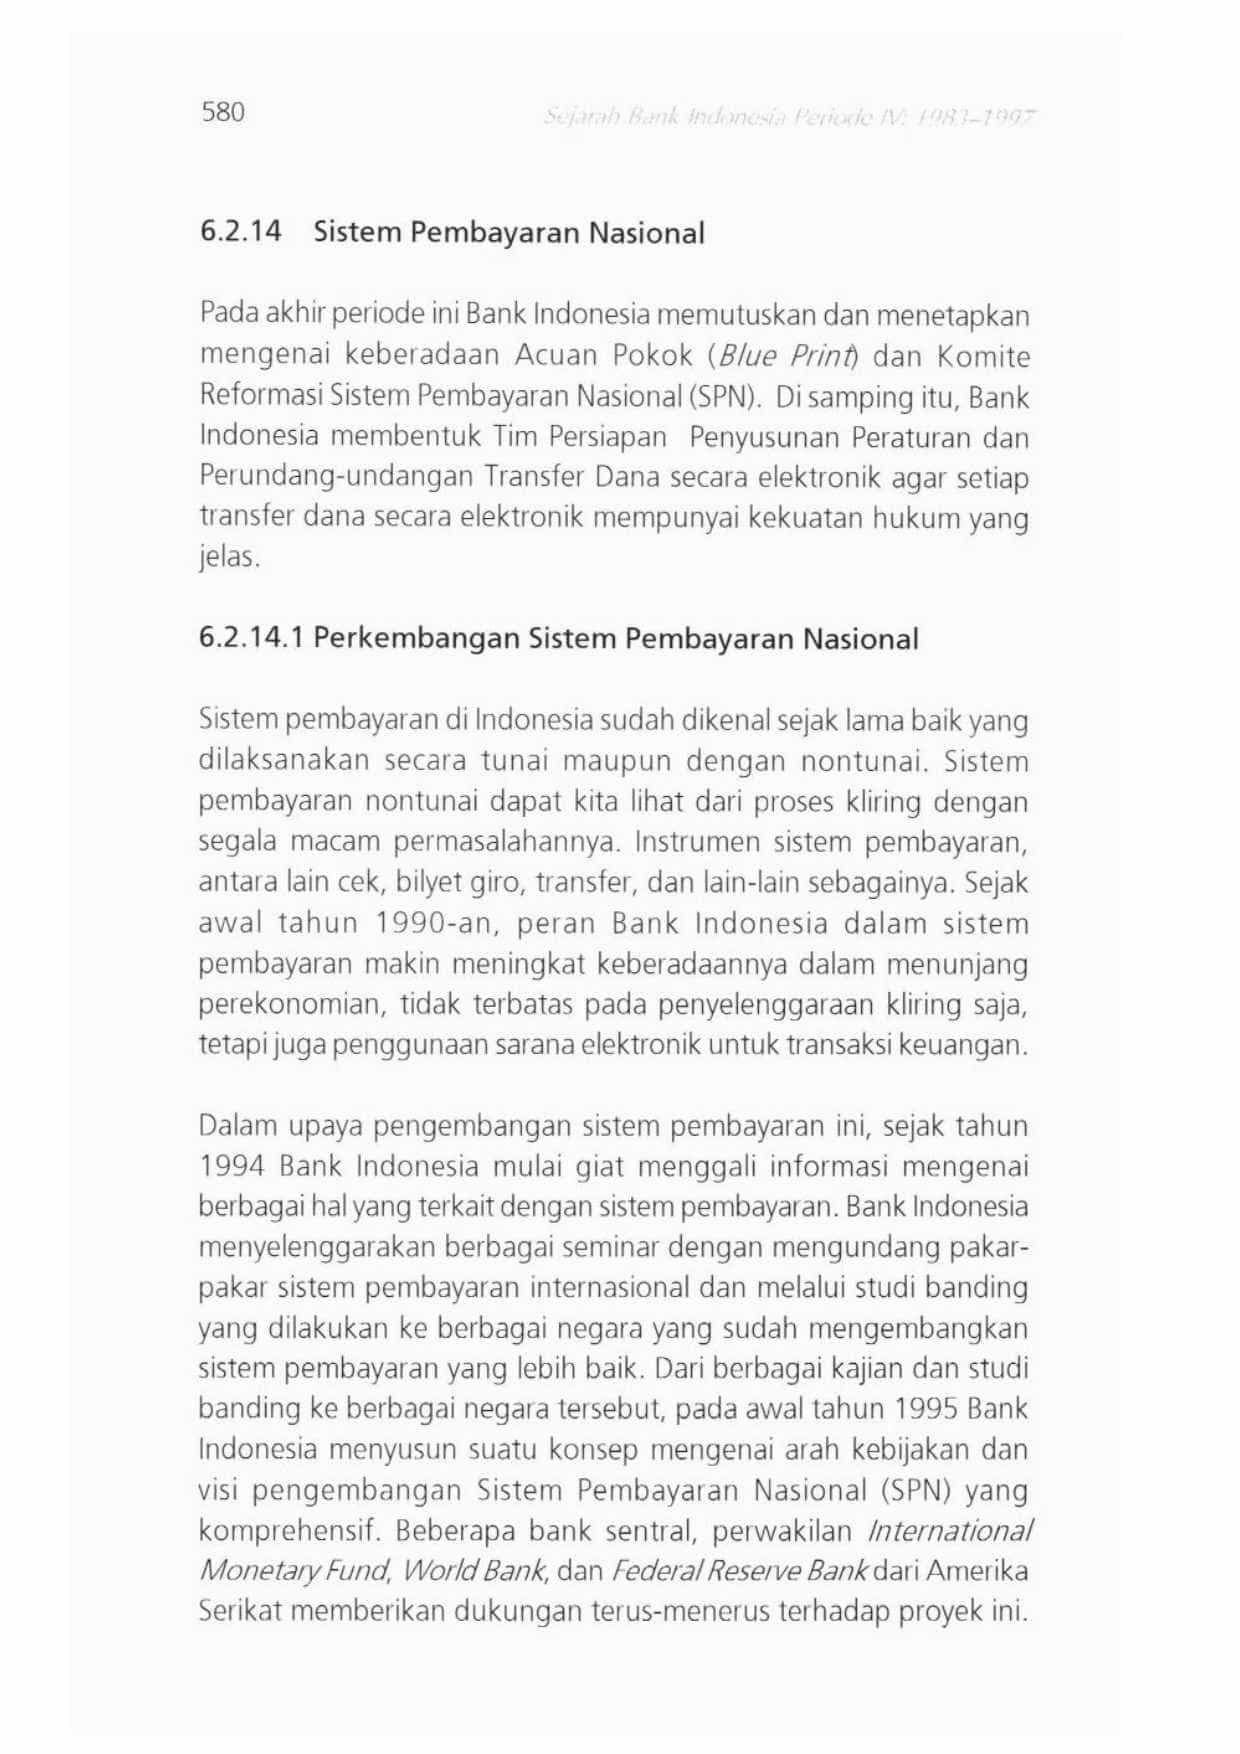 580
Sejarah Bank Indonesia Periode IV: 1983–1997
6.2.14 Sistem Pembayaran Nasional
Pada akhir periode ini Bank Indonesia memutuskan dan menetapkan
mengenai keberadaan Acuan Pokok (Blue Print) dan Komite
Reformasi Sistem Pembayaran Nasional (SPN). Di samping itu, Bank
Indonesia membentuk Tim Persiapan Penyusunan Peraturan dan
Perundang-undangan Transfer Dana secara elektronik agar setiap
transfer dana secara elektronik mempunyai kekuatan hukum yang
jelas.
6.2.14.1 Perkembangan Sistem Pembayaran Nasional
Sistem pembayaran di Indonesia sudah dikenal sejak lama baik yang
dilaksanakan secara tunai maupun dengan nontunai. Sistem
pembayaran nontunai dapat kita lihat dari proses kliring dengan
segala macam permasalahannya. Instrumen sistem pembayaran,
antara lain cek, bilyet giro, transfer, dan lain-lain sebagainya. Sejak
awal tahun 1990-an, peran Bank Indonesia dalam sistem
pembayaran makin meningkat keberadaannya dalam menunjang
perekonomian, tidak terbatas pada penyelenggaraan kliring saja,
tetapi juga penggunaan sarana elektronik untuk transaksi keuangan.
Dalam upaya pengembangan sistem pembayaran ini, sejak tahun
1994 Bank Indonesia mulai giat menggali informasi mengenai
berbagai hal yang terkait dengan sistem pembayaran. Bank Indonesia
menyelenggarakan berbagai seminar dengan mengundang pakar-
pakar sistem pembayaran internasional dan melalui studi banding
yang dilakukan ke berbagai negara yang sudah mengembangkan
sistem pembayaran yang lebih baik. Dari berbagai kajian dan studi
banding ke berbagai negara tersebut, pada awal tahun 1995 Bank
Indonesia menyusun suatu konsep mengenai arah kebijakan dan
visi pengembangan Sistem Pembayaran Nasional (SPN) yang
komprehensif. Beberapa bank sentral, perwakilan International
Monetary Fund, World Bank, dan Federal Reserve Bank dari Amerika
Serikat memberikan dukungan terus-menerus terhadap proyek ini.